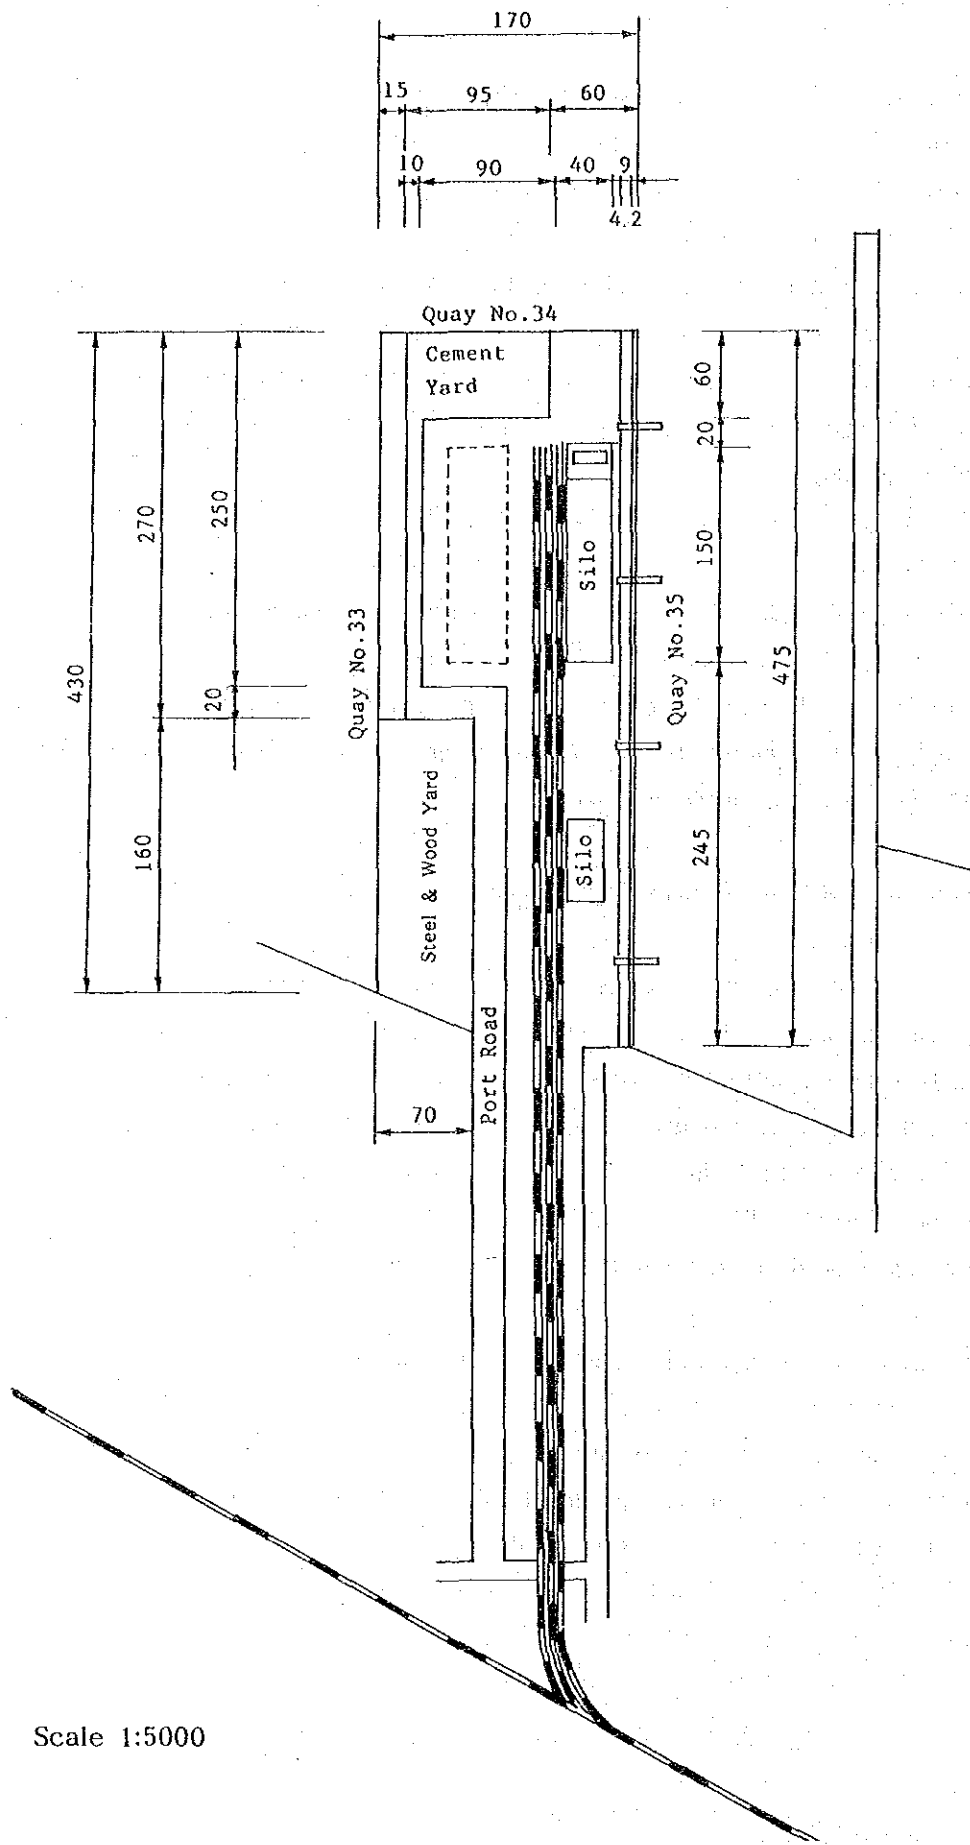 170
15 95 60
10 90 40 9
4 2
Quay No.34
Cement
Yard
60
20
150
245
475
Quay No.35
Silo
Silo
430
270
250
20
160
Quay No.33
Steel & Wood Yard
Port Road
70
Scale 1:5000